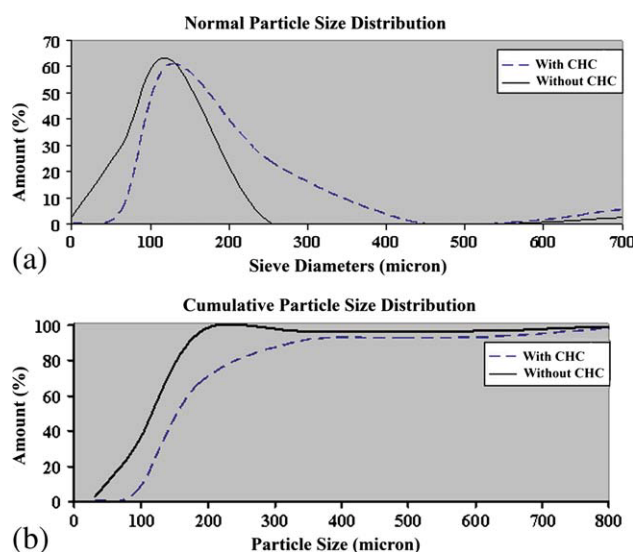 Normal Particle Size Distribution
70
60
50
40
30
20
10
0
Amount (%)
With CHC
Without CHC
0 100 200 300 400 500 600 700
(a)
Sieve Diameters (micron)
Cumulative Particle Size Distribution
100
80
60
40
20
0
Amount (%)
With CHC
Without CHC
0 100 200 300 400 500 600 700 800
(b)
Particle Size (micron)